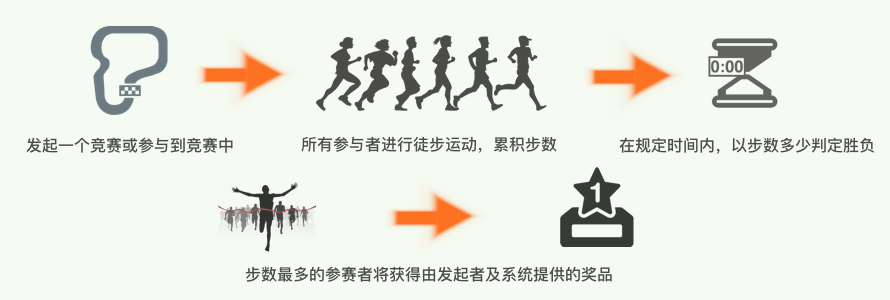 0:00
发起一个竞赛或参与到竞赛中
所有参与者进行徒步运动，累积步数
在规定时间内，以步数多少判定胜负
1
步数最多的参赛者将获得由发起者及系统提供的奖品